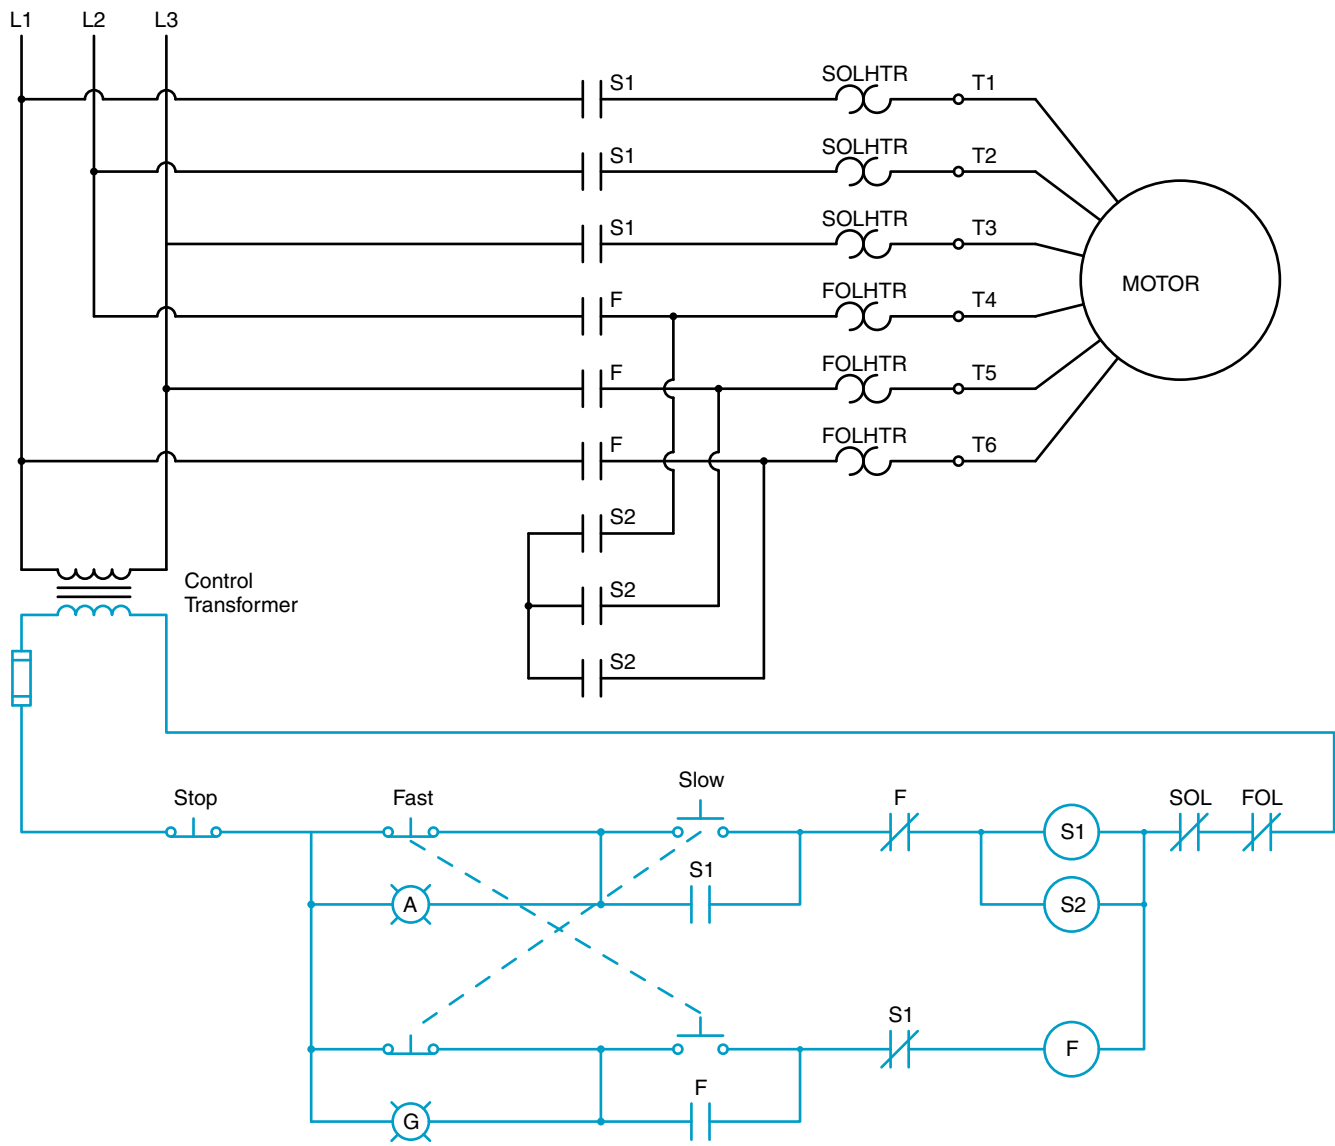 L1 L2 L3
S1 SOLHTR T1
S1 SOLHTR T2
S1 SOLHTR T3
MOTOR
F FOLHTR T4
F FOLHTR T5
F FOLHTR T6
S2
Control
Transformer
S2
S2
Stop Fast Slow F SOL FOL
S1
S1
A S2
S1
F
F
G